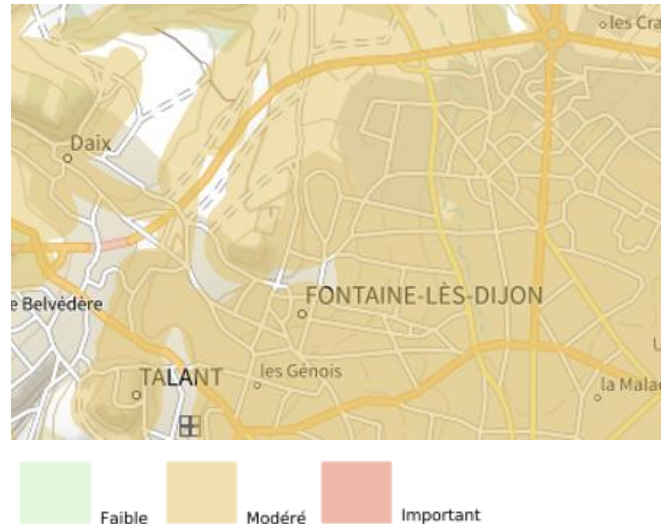 les Cra
Daix
e Belvédère
FONTAINE-LÈS-DIJON
TALANT
les Génois
la Malad
Faible
Modéré
Important